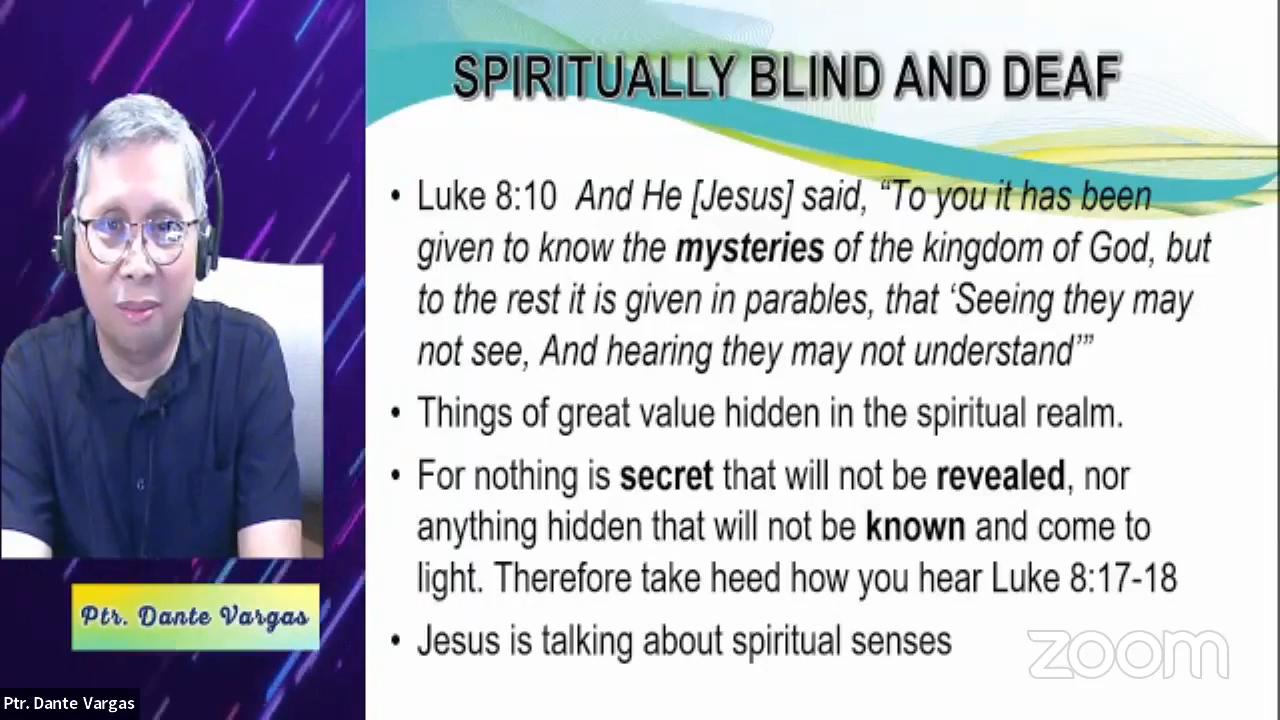 SPIRITUALLY BLIND AND DEAF
• Luke 8:10 And He [Jesus] said, “To you it has been
given to know the mysteries of the kingdom of God, but
to the rest it is given in parables, that ‘Seeing they may
not see, And hearing they may not understand’”
• Things of great value hidden in the spiritual realm.
• For nothing is secret that will not be revealed, nor
anything hidden that will not be known and come to
light. Therefore take heed how you hear Luke 8:17-18
• Jesus is talking about spiritual senses
Ptr. Dante Vargas
Ptr. Dante Vargas
zoom